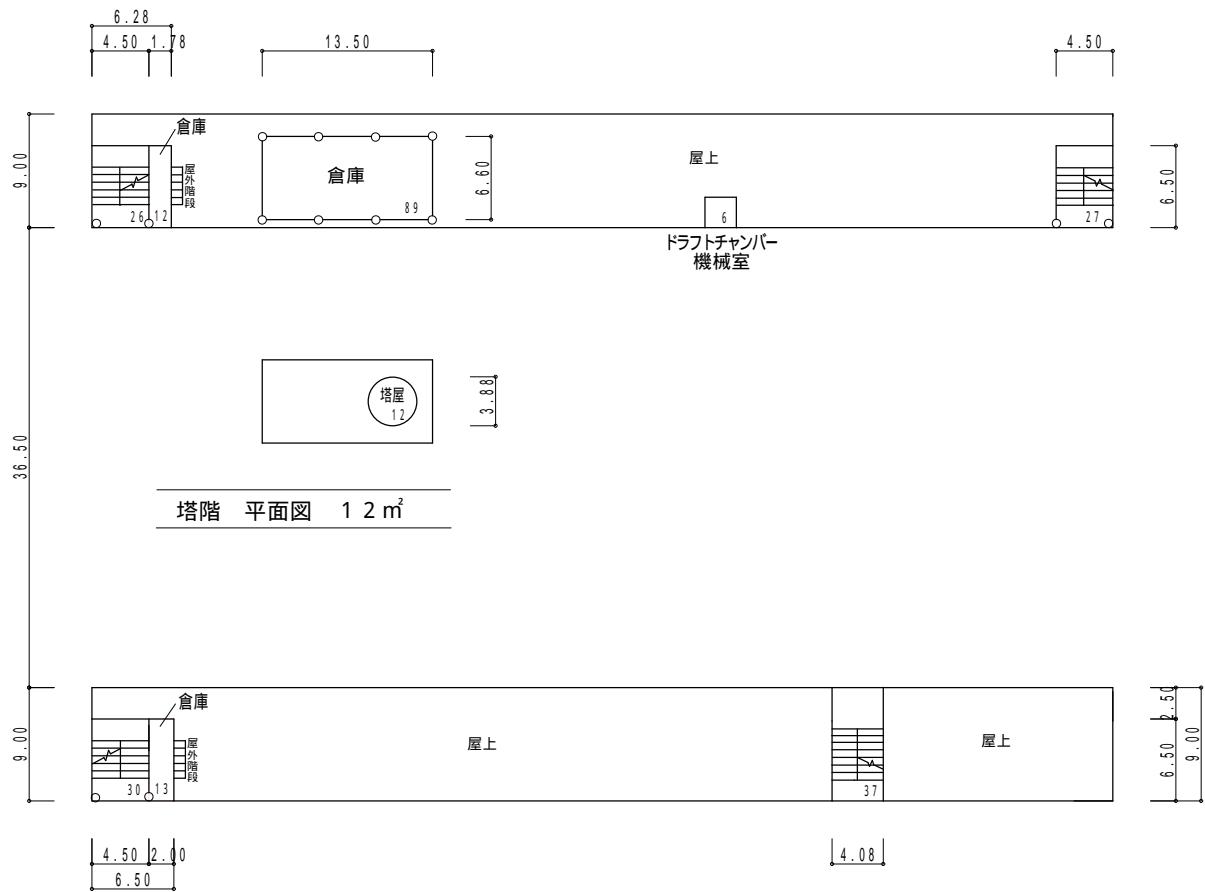 6.28
4.50 1.78
13.50
4.50
倉庫
9.00
屋外階段
倉庫
6.60
屋上
6.50
26 12
89
6
27
ドラフトチャンバー
機械室
36.50
塔屋
12
3.88
塔階 平面図 12㎡
倉庫
9.00
屋外階段
屋上
屋上
2.50
6.50
9.00
30 13
37
4.50 2.00
4.08
6.50